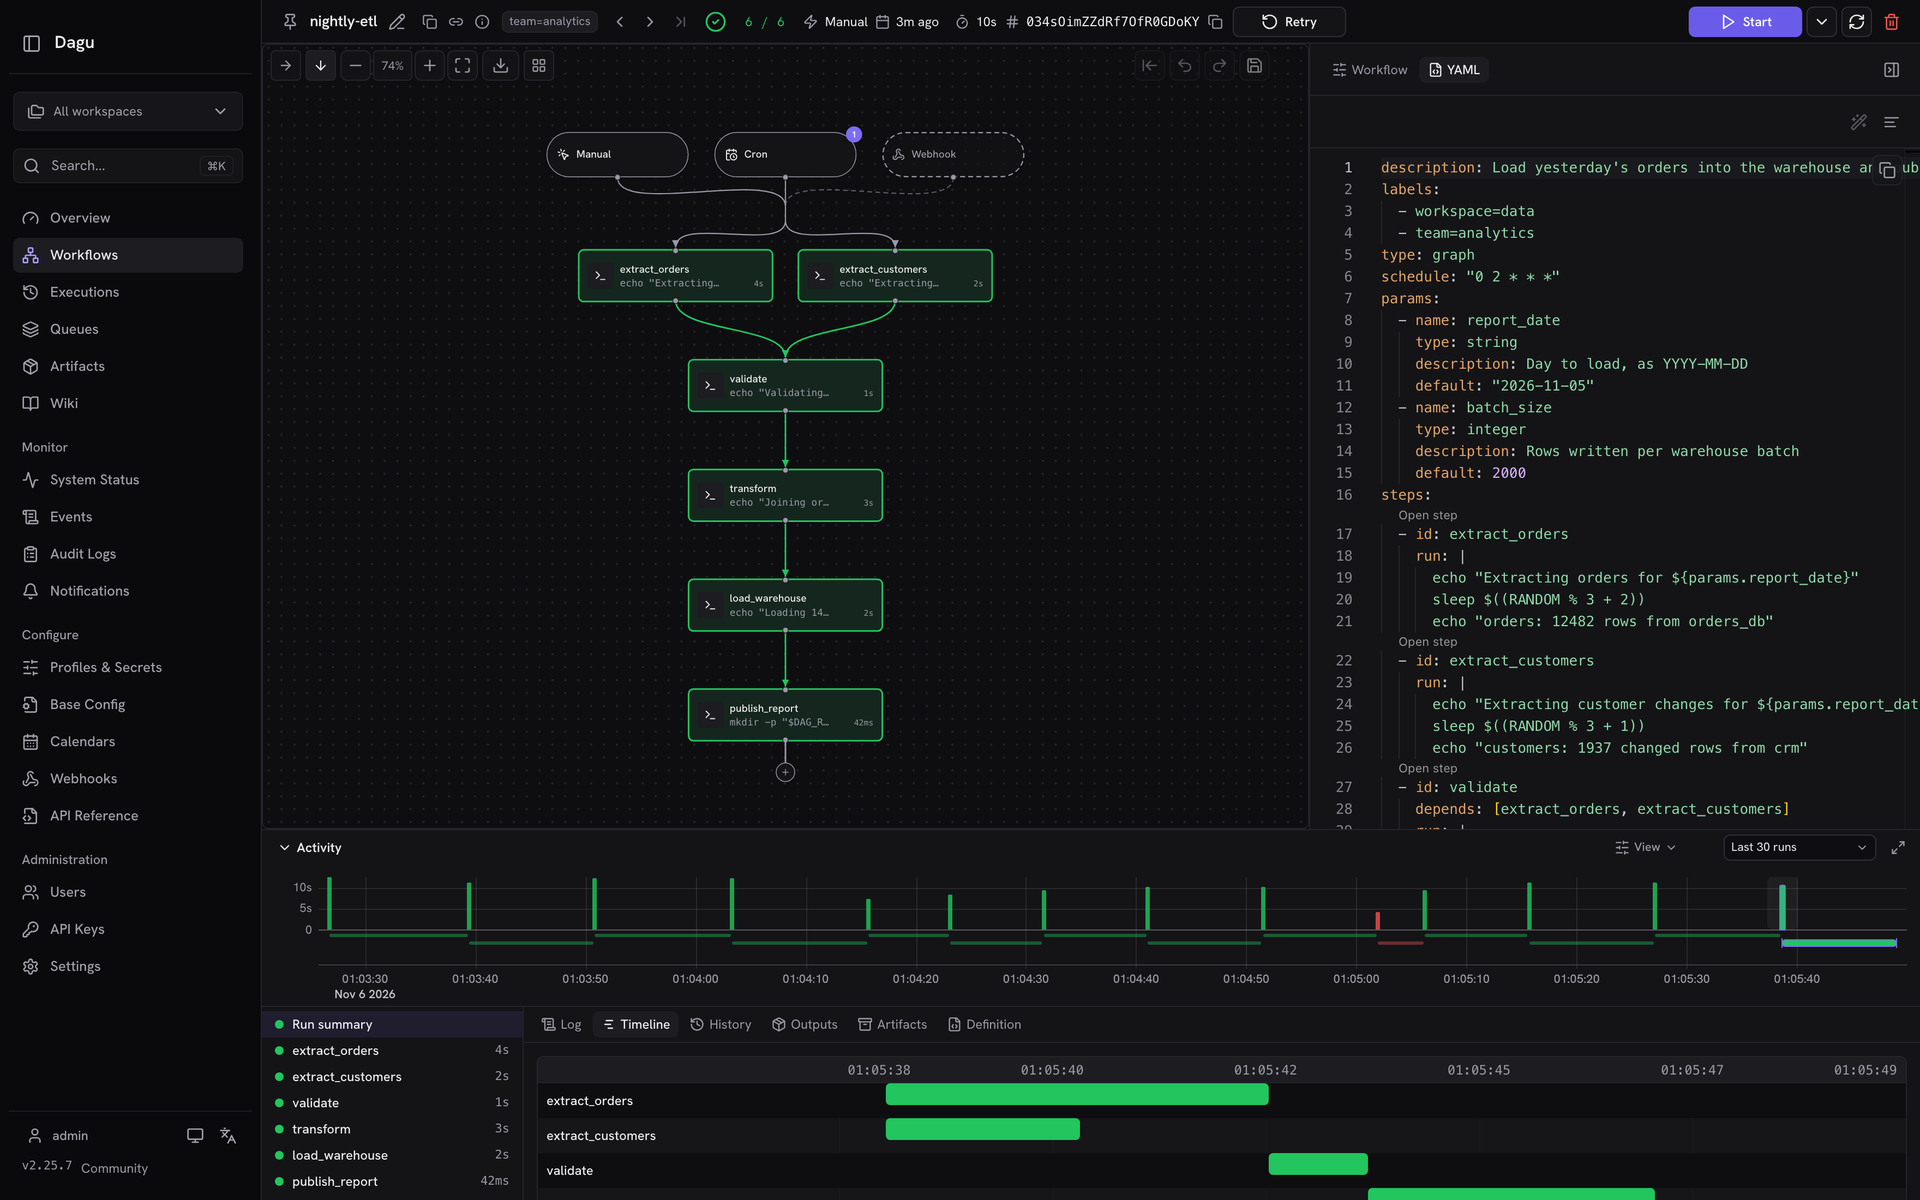 Dagu
All workspaces
Search... ⌘K
Overview
Workflows
Executions
Queues
Artifacts
Wiki
Monitor
System Status
Events
Audit Logs
Notifications
Configure
Profiles & Secrets
Base Config
Calendars
Webhooks
API Reference
Administration
Users
API Keys
Settings
admin
v2.25.7 Community
nightly-etl team=analytics 6 / 6 Manual 3m ago 10s # 034sOimZZdRf7OfR0GDoKY Retry Start
74%
Manual
Cron
1
Webhook
extract_orders
echo "Extracting… 4s
extract_customers
echo "Extracting… 2s
validate
echo "Validating… 1s
transform
echo "Joining or… 3s
load_warehouse
echo "Loading 14… 2s
publish_report
mkdir -p "$DAG_R… 42ms
Workflow YAML
1 description: Load yesterday's orders into the warehouse an ub
2 labels:
3 - workspace=data
4 - team=analytics
5 type: graph
6 schedule: "0 2 * * *"
7 params:
8 - name: report_date
9 type: string
10 description: Day to load, as YYYY-MM-DD
11 default: "2026-11-05"
12 - name: batch_size
13 type: integer
14 description: Rows written per warehouse batch
15 default: 2000
16 steps:
Open step
17 - id: extract_orders
18 run: |
19 echo "Extracting orders for ${params.report_date}"
20 sleep $((RANDOM % 3 + 2))
21 echo "orders: 12482 rows from orders_db"
Open step
22 - id: extract_customers
23 run: |
24 echo "Extracting customer changes for ${params.report_dat
25 sleep $((RANDOM % 3 + 1))
26 echo "customers: 1937 changed rows from crm"
Open step
27 - id: validate
28 depends: [extract_orders, extract_customers]
29 run: |
Activity View Last 30 runs
10s
5s
0
01:03:30 01:03:40 01:03:50 01:04:00 01:04:10 01:04:20 01:04:30 01:04:40 01:04:50 01:05:00 01:05:10 01:05:20 01:05:30 01:05:40
Nov 6 2026
Run summary
extract_orders 4s
extract_customers 2s
validate 1s
transform 3s
load_warehouse 2s
publish_report 42ms
Log Timeline History Outputs Artifacts Definition
01:05:38 01:05:40 01:05:42 01:05:45 01:05:47 01:05:49
extract_orders
extract_customers
validate